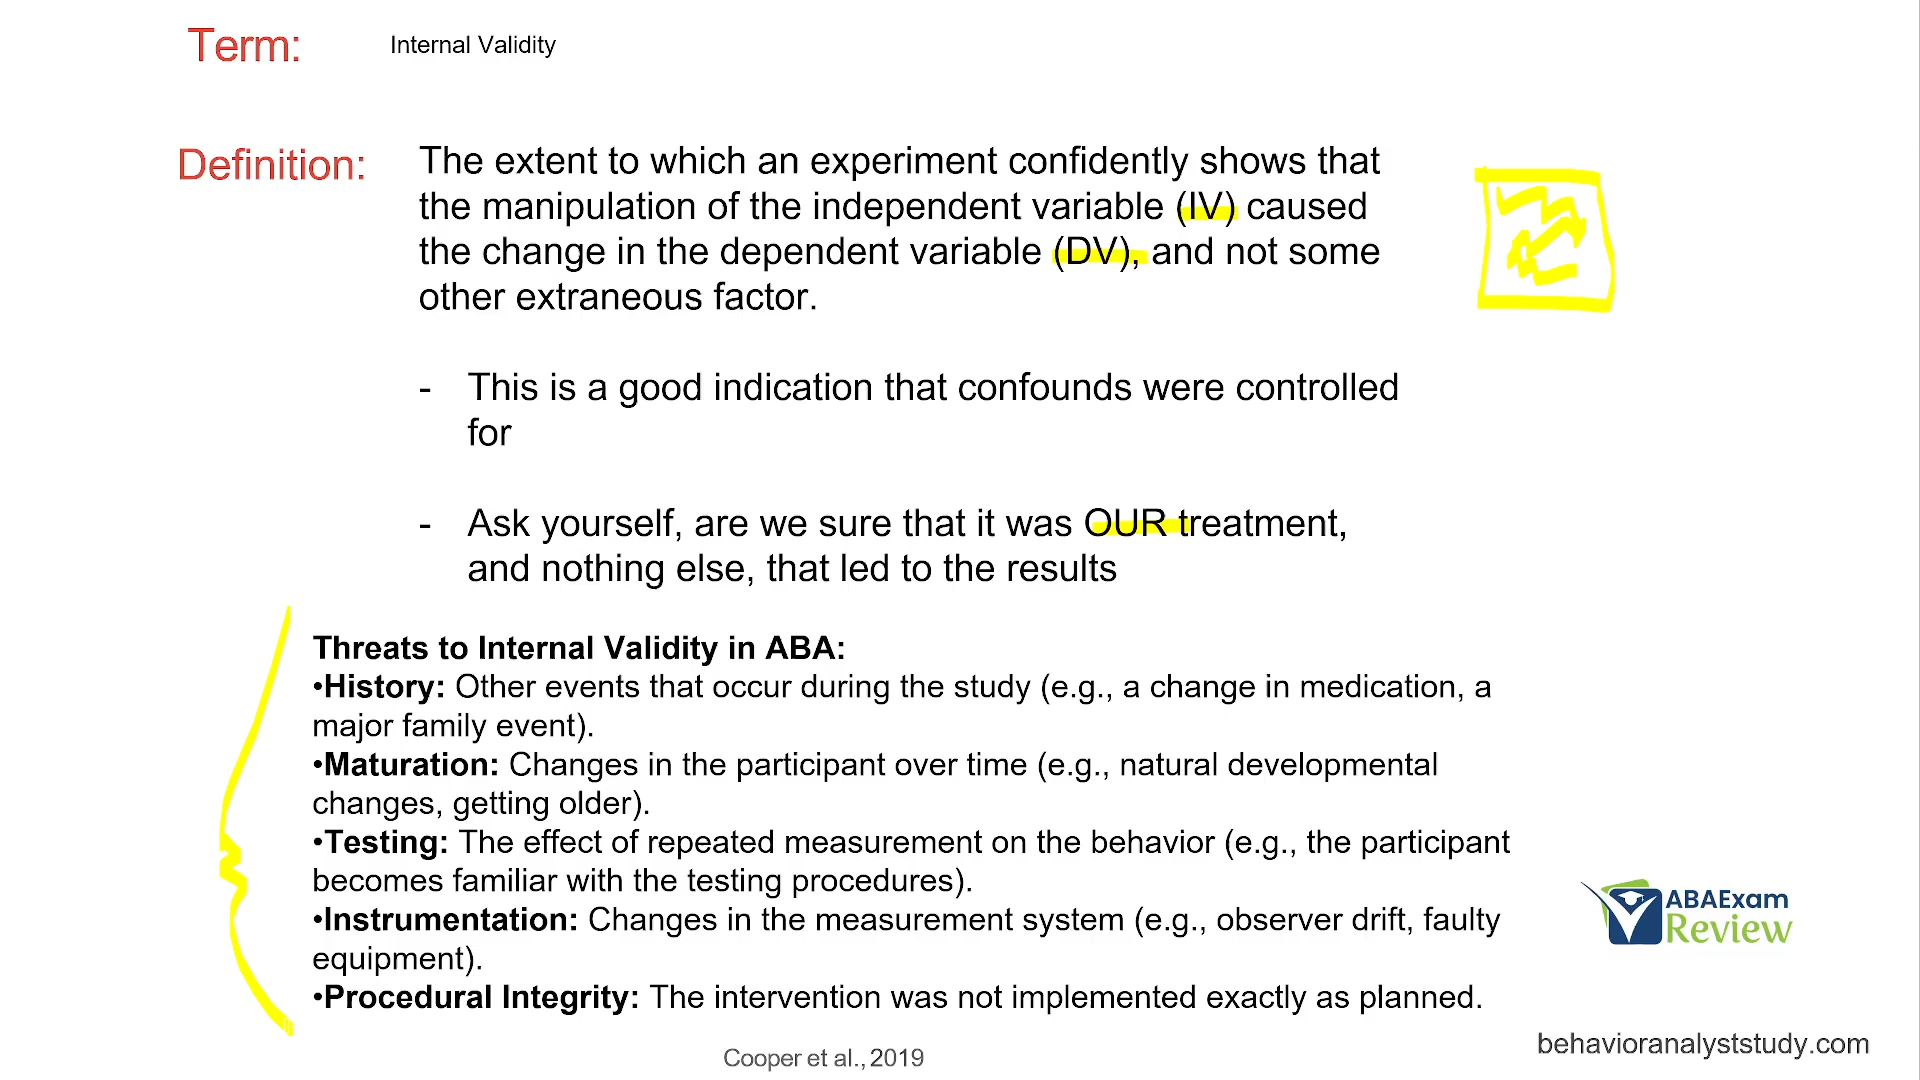 Term: Internal Validity
Definition: The extent to which an experiment confidently shows that
the manipulation of the independent variable (IV) caused
the change in the dependent variable (DV), and not some
other extraneous factor.
- This is a good indication that confounds were controlled
for
- Ask yourself, are we sure that it was OUR treatment,
and nothing else, that led to the results
Threats to Internal Validity in ABA:
•History: Other events that occur during the study (e.g., a change in medication, a
major family event).
•Maturation: Changes in the participant over time (e.g., natural developmental
changes, getting older).
•Testing: The effect of repeated measurement on the behavior (e.g., the participant
becomes familiar with the testing procedures).
•Instrumentation: Changes in the measurement system (e.g., observer drift, faulty
equipment).
•Procedural Integrity: The intervention was not implemented exactly as planned.
ABAExam
Review
behavioranalyststudy.com
Cooper et al., 2019